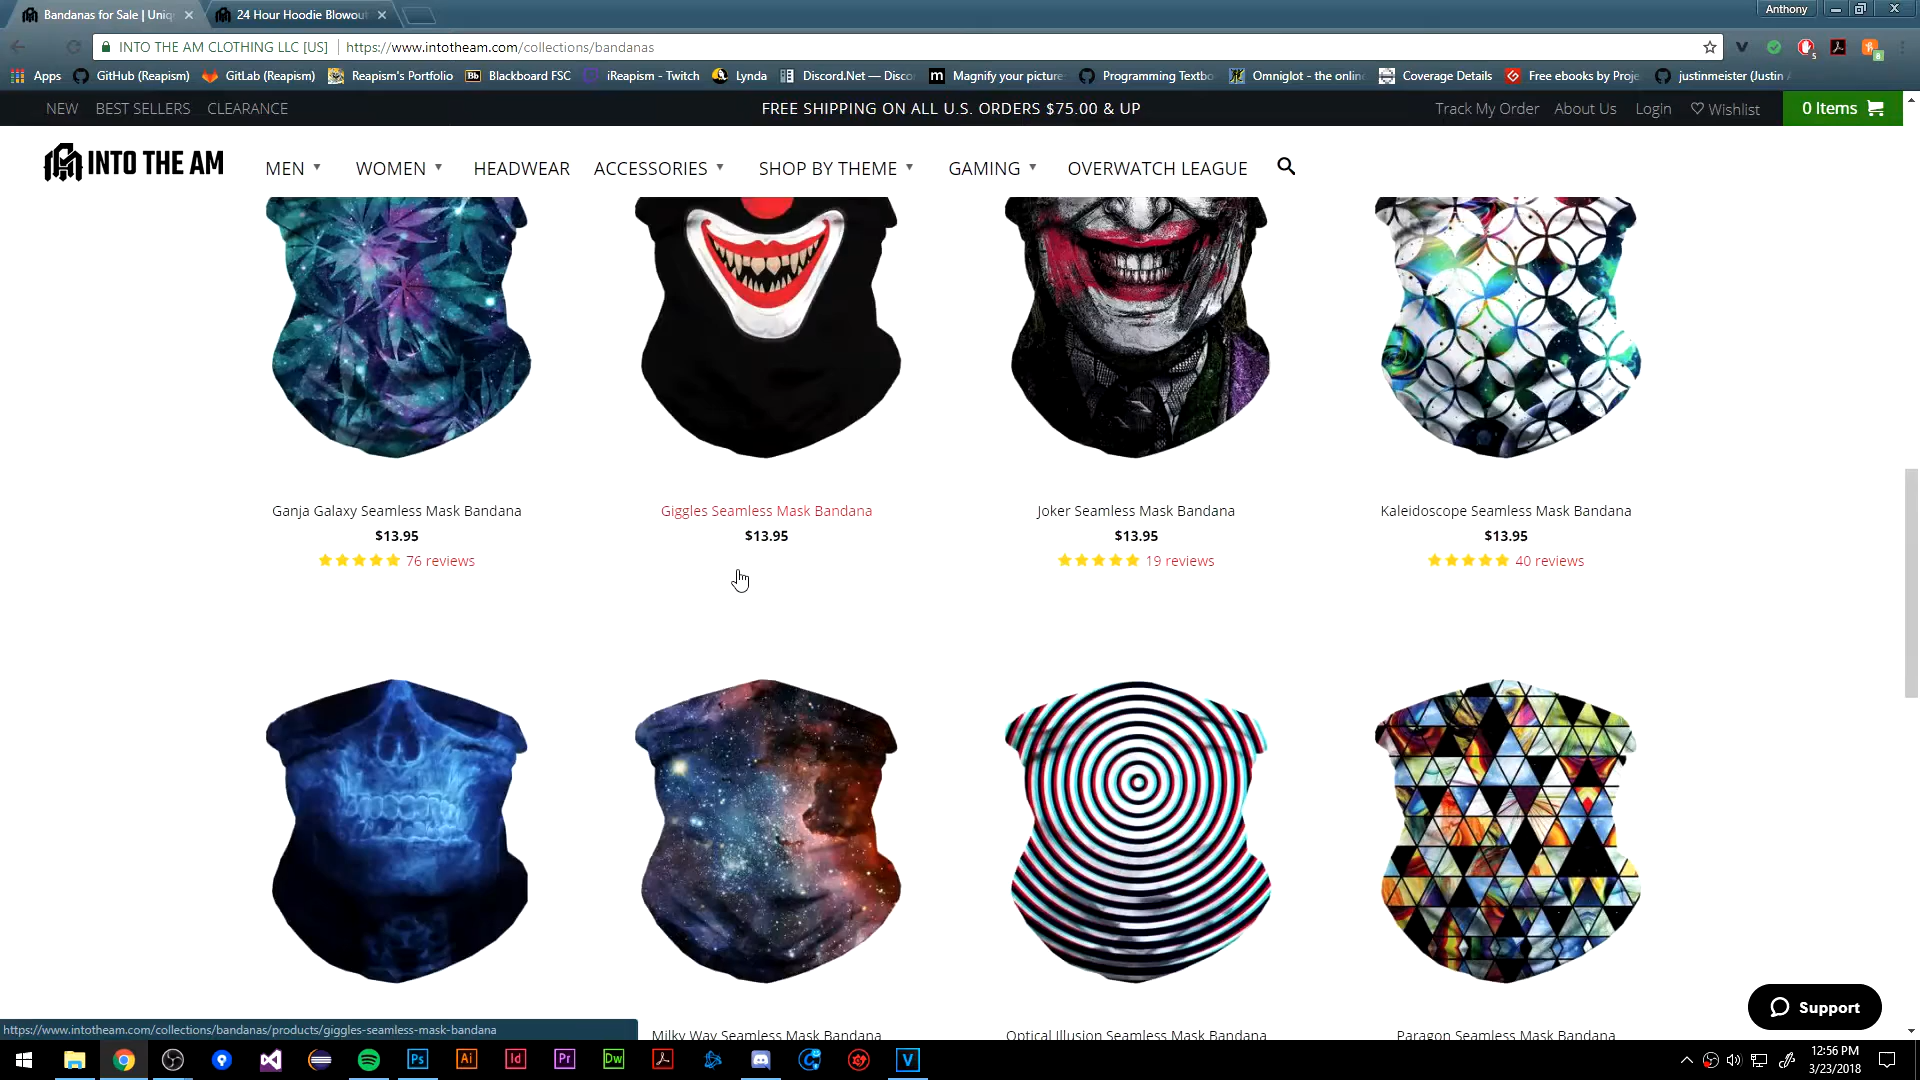 Bandanas for Sale | Uniq
24 Hour Hoodie Blowou
Anthony
INTO THE AM CLOTHING LLC [US]
https://www.intotheam.com/collections/bandanas
Apps
GitHub (Reapism)
GitLab (Reapism)
Reapism's Portfolio
Bb Blackboard FSC
iReapism - Twitch
Lynda
Discord.Net — Disco
m Magnify your picture
Programming Textbo
Omniglot - the onlin
Coverage Details
Free ebooks by Proje
justinmeister (Justin A
NEW BEST SELLERS CLEARANCE
FREE SHIPPING ON ALL U.S. ORDERS $75.00 & UP
Track My Order About Us Login Wishlist
0 Items
INTO THE AM
MEN
WOMEN
HEADWEAR
ACCESSORIES
SHOP BY THEME
GAMING
OVERWATCH LEAGUE
Ganja Galaxy Seamless Mask Bandana
$13.95
76 reviews
Giggles Seamless Mask Bandana
$13.95
Joker Seamless Mask Bandana
$13.95
19 reviews
Kaleidoscope Seamless Mask Bandana
$13.95
40 reviews
Milky Way Seamless Mask Bandana
Optical Illusion Seamless Mask Bandana
Paragon Seamless Mask Bandana
Support
https://www.intotheam.com/collections/bandanas/products/giggles-seamless-mask-bandana
Ps
Ai
Id
Pr
Dw
V
12:56 PM
3/23/2018